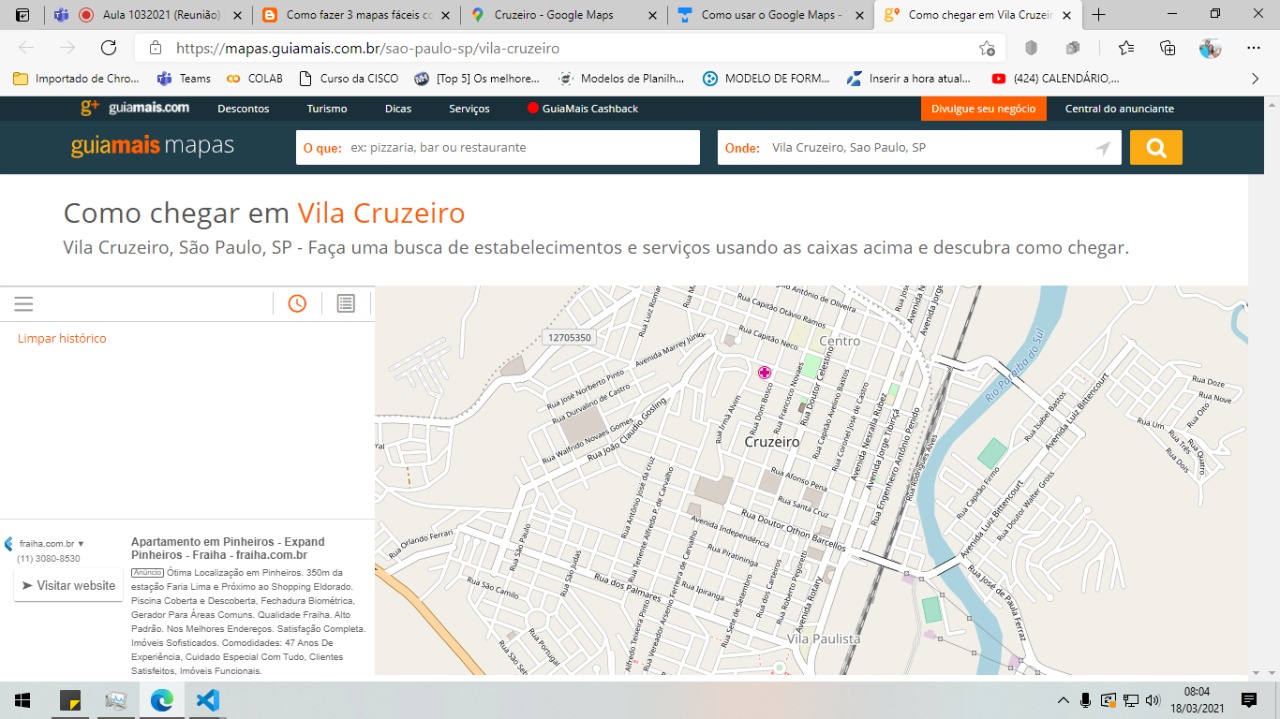 Aula 1032021 (Reunião)
Como fazer 3 mapas fáceis cc
Cruzeiro - Google Maps
Como usar o Google Maps -
Como chegar em Vila Cruzeir
https://mapas.guiamais.com.br/sao-paulo-sp/vila-cruzeiro
Importado de Chro...
Teams
COLAB
Curso da CISCO
[Top 5] Os melhore...
Modelos de Planilh...
MODELO DE FORM...
Inserir a hora atual...
(424) CALENDÁRIO,...
g+ guiamais.com
Descontos
Turismo
Dicas
Serviços
GuiaMais Cashback
Divulgue seu negócio
Central do anunciante
guiamais mapas
O que: ex: pizzaria, bar ou restaurante
Onde: Vila Cruzeiro, Sao Paulo, SP
Como chegar em Vila Cruzeiro
Vila Cruzeiro, São Paulo, SP - Faça uma busca de estabelecimentos e serviços usando as caixas acima e descubra como chegar.
Limpar histórico
fraiha.com.br
(11) 3080-8530
Visitar website
Apartamento em Pinheiros - Expand
Pinheiros - Fraiha - fraiha.com.br
Anúncio Ótima Localização em Pinheiros. 350m da
estação Faria Lima e Próximo ao Shopping Eldorado.
Piscina Coberta e Descoberta, Fechadura Biométrica,
Gerador Para Áreas Comuns. Qualidade Fraiha. Alto
Padrão. Nos Melhores Endereços. Satisfação Completa.
Imóveis Sofisticados. Comodidades: 47 Anos De
Experiência, Cuidado Especial Com Tudo, Clientes
Satisfeitos, Imóveis Funcionais.
12705350
Rua Capitão Otávio Ramos
Rua Capitão Neco
Centro
Avenida Marrey Júnior
Rua José Norberto Pinto
Rua Durvalino de Castro
Rua Walfrido Novaes Gomes
Rua João Claudio Gosling
Rua Irmã Alvim
Rua Dom Bosco
Rua Francisco Novaes
Rua Doutor Celestino
Rua Capitão Avelino Bastos
Rua Coronel José de Castro
Avenida Nesralla Rubez
Avenida Jorge Tibiriçá
Rua Engenheiro Antônio Penido
Rua Rodrigues Alves
Rio Paraíba do Sul
Rua Isabel Bastos
Avenida Luiz Bittencourt
Rua Doze
Rua Nove
Rua Oito
Rua Um
Rua Três
Rua Dois
Rua Quatro
Cruzeiro
Rua Afonso Pena
Rua Santa Cruz
Rua Capitão Firmo
Avenida Luiz Bittencourt
Rua Doutor Walter Gross
Rua Antônio José da cruz
Rua Tenente Alfredo P. de Carvalho
Rua Doutor Otrion Barcellos
Avenida Independência
Rua Piratininga
Rua Orlando Ferrari
Rua São Paulo
Rua São Judas
Rua São Camilo
Rua dos Palmares
Rua Ipiranga
Rua Sete de Setembro
Rua dos Carteiros
Rua Roberto Pegorotti
Avenida Rotary
Rua Vereador Arozimo Ferreira de Carvalho
Rua Portugal
Vila Paulista
Rua José de Paula Ferraz
08:04
18/03/2021